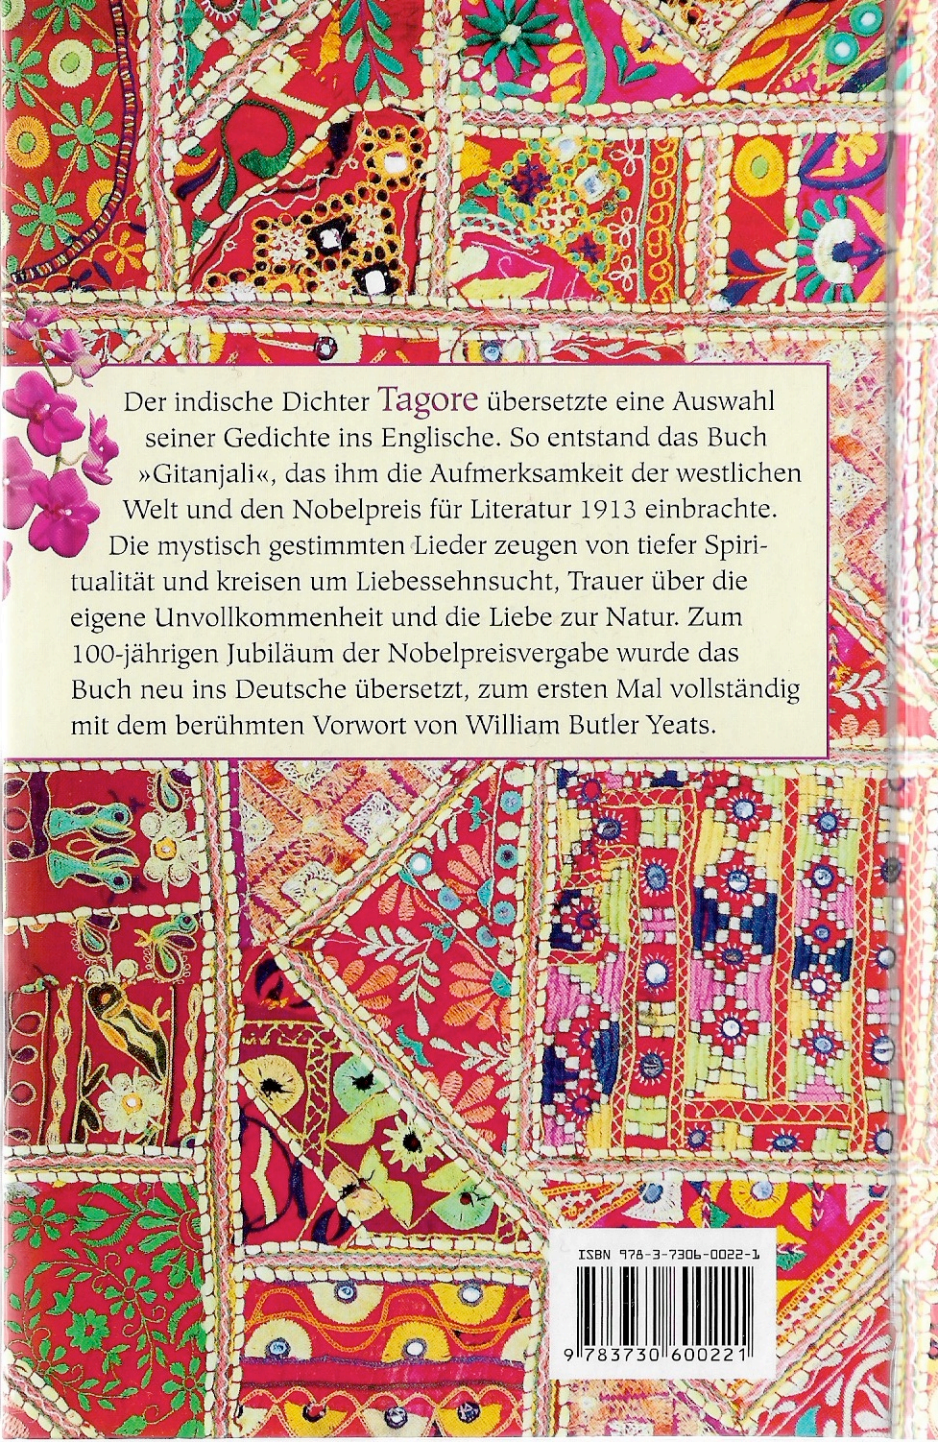 Der indische Dichter Tagore übersetzte eine Auswahl
seiner Gedichte ins Englische. So entstand das Buch
»Gitanjali«, das ihm die Aufmerksamkeit der westlichen
Welt und den Nobelpreis für Literatur 1913 einbrachte.
Die mystisch gestimmten Lieder zeugen von tiefer Spiri-
tualität und kreisen um Liebessehnsucht, Trauer über die
eigene Unvollkommenheit und die Liebe zur Natur. Zum
100-jährigen Jubiläum der Nobelpreisvergabe wurde das
Buch neu ins Deutsche übersetzt, zum ersten Mal vollständig
mit dem berühmten Vorwort von William Butler Yeats.
ISBN 978-3-7306-0022-1
9 783730 600221